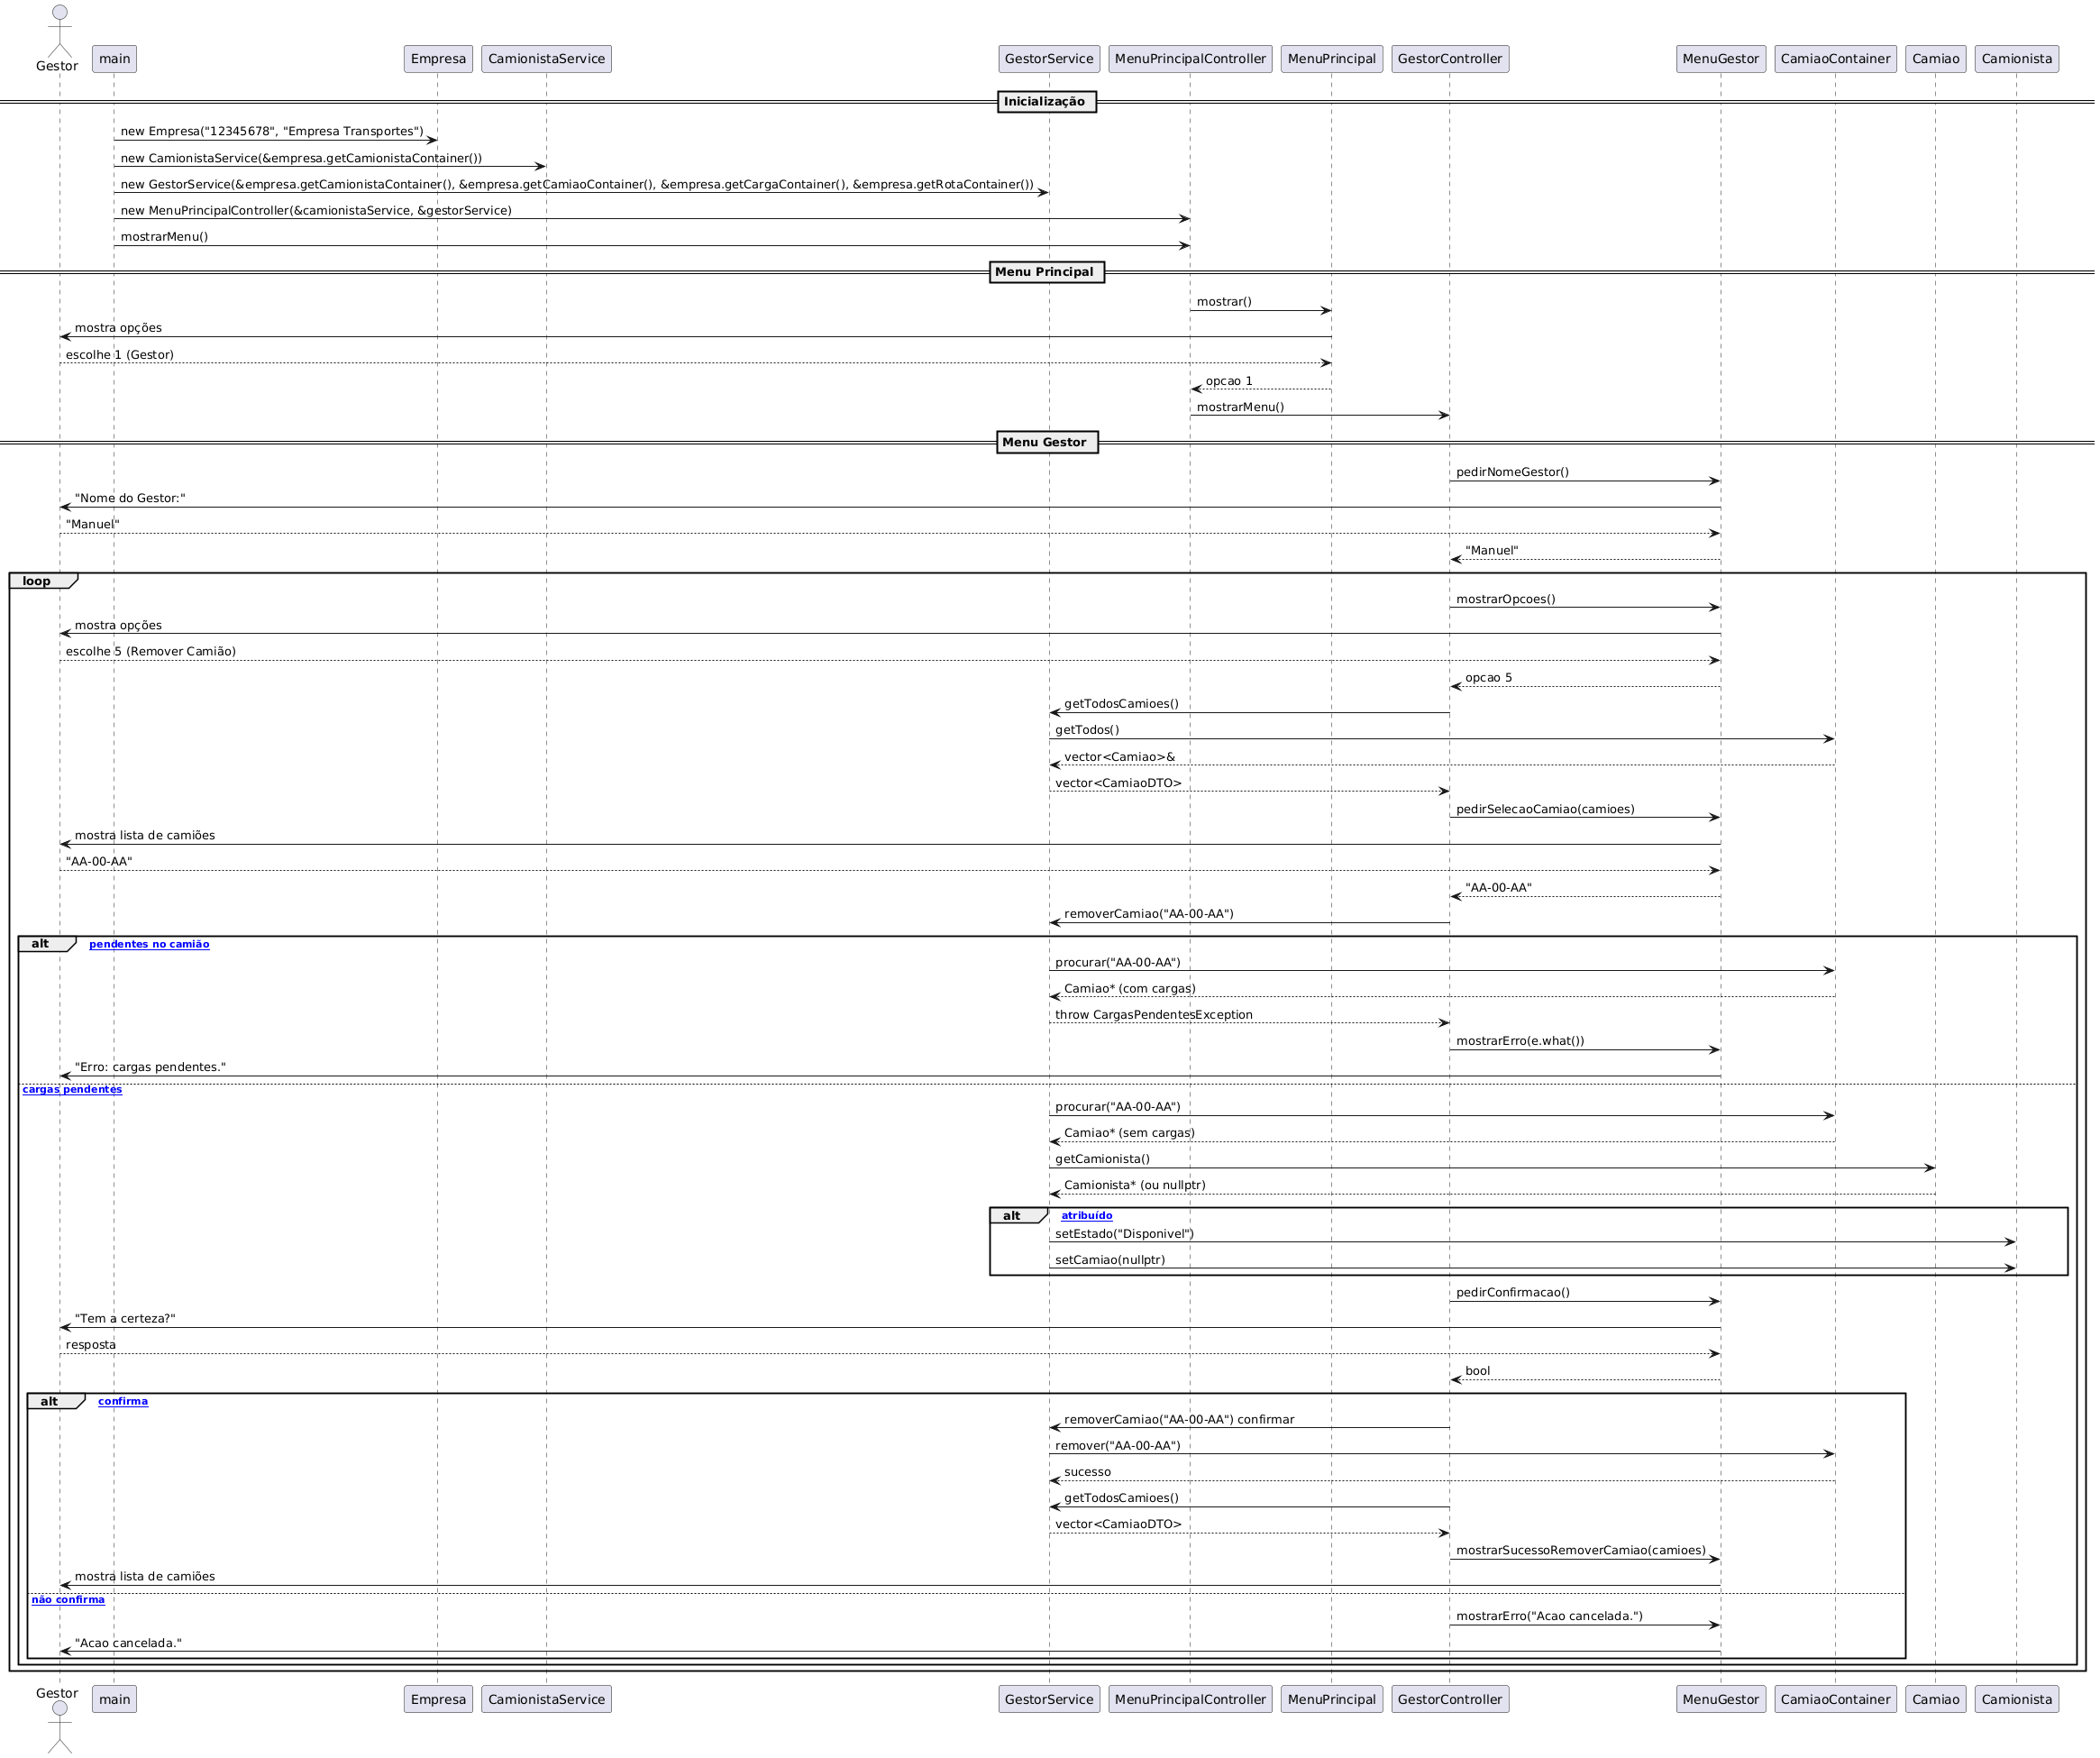 Gestor
main
Empresa
CamionistaService
GestorService
MenuPrincipalController
MenuPrincipal
GestorController
MenuGestor
CamiaoContainer
Camiao
Camionista
Inicialização
new Empresa("12345678", "Empresa Transportes")
new CamionistaService(&empresa.getCamionistaContainer())
new GestorService(&empresa.getCamionistaContainer(), &empresa.getCamiaoContainer(), &empresa.getCargaContainer(), &empresa.getRotaContainer())
new MenuPrincipalController(&camionistaService, &gestorService)
mostrarMenu()
Menu Principal
mostrar()
mostra opções
escolhe 1 (Gestor)
opcao 1
mostrarMenu()
Menu Gestor
pedirNomeGestor()
"Nome do Gestor:"
"Manuel"
"Manuel"
loop
mostrarOpcoes()
mostra opções
escolhe 5 (Remover Camião)
opcao 5
getTodosCamioes()
getTodos()
vector<Camiao>&
vector<CamiaoDTO>
pedirSelecaoCamiao(camioes)
mostra lista de camiões
"AA-00-AA"
"AA-00-AA"
removerCamiao("AA-00-AA")
alt pendentes no camião
procurar("AA-00-AA")
Camiao* (com cargas)
throw CargasPendentesException
mostrarErro(e.what())
"Erro: cargas pendentes."
cargas pendentes
procurar("AA-00-AA")
Camiao* (sem cargas)
getCamionista()
Camionista* (ou nullptr)
alt atribuído
setEstado("Disponivel")
setCamiao(nullptr)
pedirConfirmacao()
"Tem a certeza?"
resposta
bool
alt confirma
removerCamiao("AA-00-AA") confirmar
remover("AA-00-AA")
sucesso
getTodosCamioes()
vector<CamiaoDTO>
mostrarSucessoRemoverCamiao(camioes)
mostra lista de camiões
não confirma
mostrarErro("Acao cancelada.")
"Acao cancelada."
Gestor
main
Empresa
CamionistaService
GestorService
MenuPrincipalController
MenuPrincipal
GestorController
MenuGestor
CamiaoContainer
Camiao
Camionista